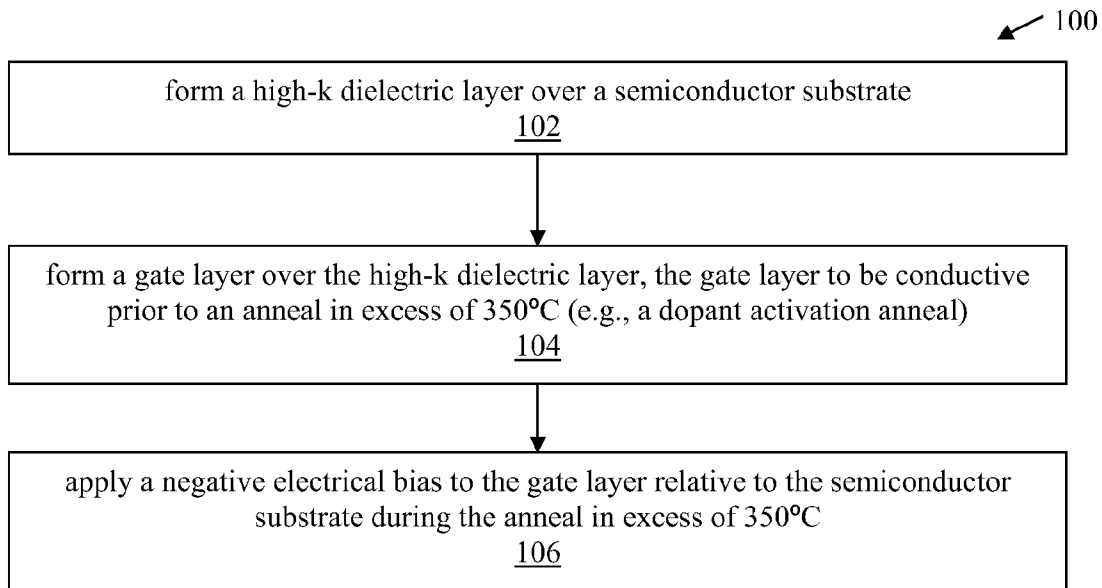 100
form a high-k dielectric layer over a semiconductor substrate
102
form a gate layer over the high-k dielectric layer, the gate layer to be conductive
prior to an anneal in excess of 350ºC (e.g., a dopant activation anneal)
104
apply a negative electrical bias to the gate layer relative to the semiconductor
substrate during the anneal in excess of 350ºC
106